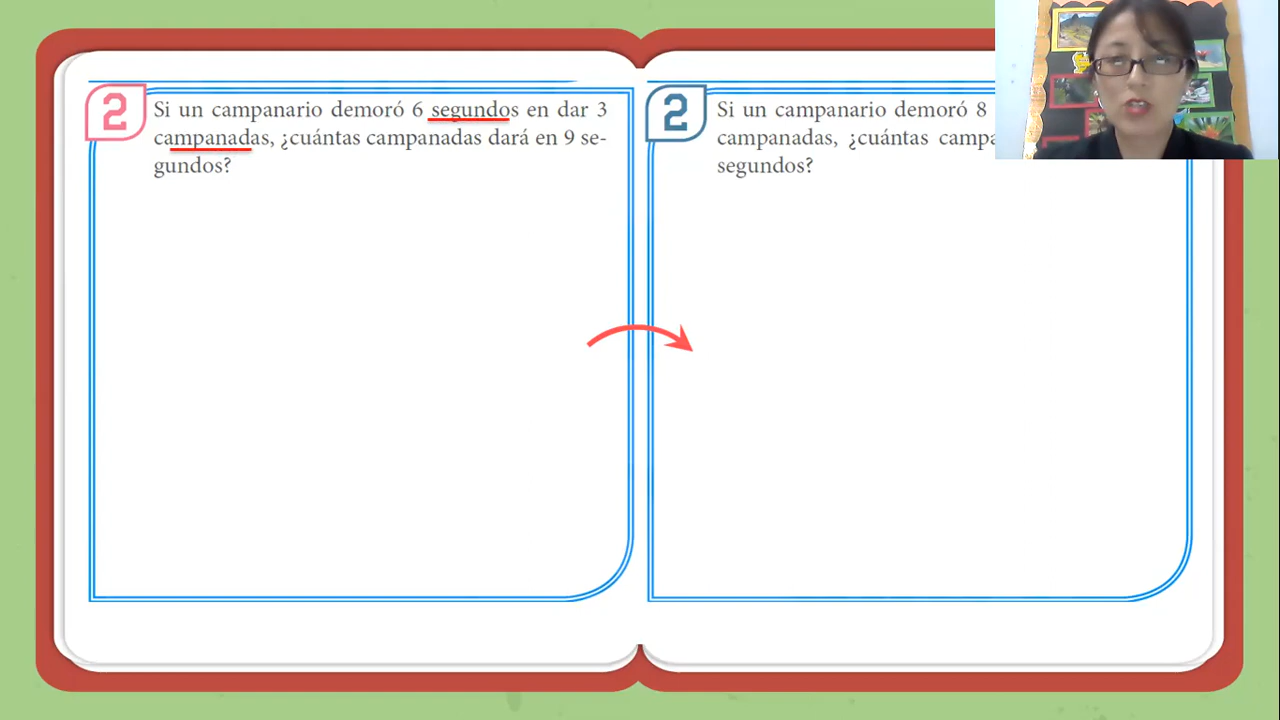 2
Si un campanario demoró 6 segundos en dar 3
campanadas, ¿cuántas campanadas dará en 9 se-
gundos?
2
Si un campanario demoró 8
campanadas, ¿cuántas
segundos?